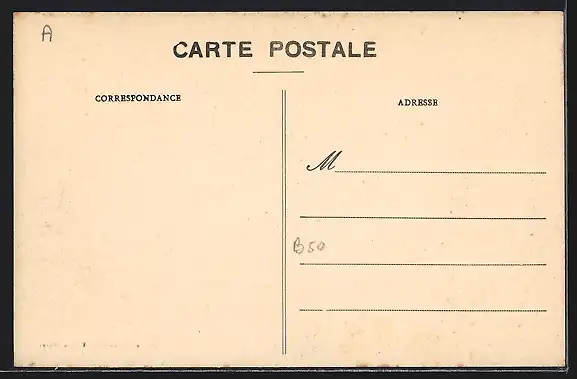 A
CARTE POSTALE
CORRESPONDANCE
ADRESSE
M
B50